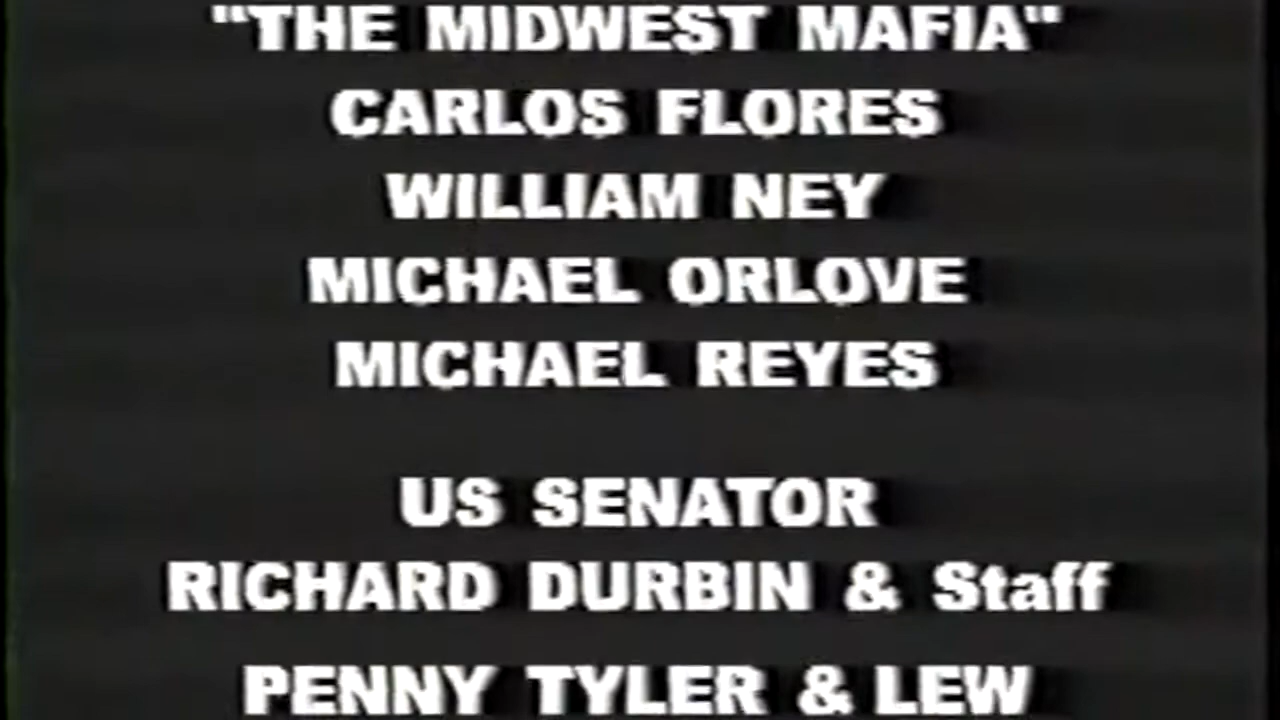 "THE MIDWEST MAFIA"
CARLOS FLORES
WILLIAM NEY
MICHAEL ORLOVE
MICHAEL REYES
US SENATOR
RICHARD DURBIN & Staff
PENNY TYLER & LEW